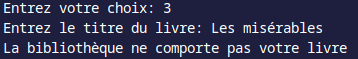 Entrez votre choix: 3
Entrez le titre du livre: Les misérables
La bibliothèque ne comporte pas votre livre